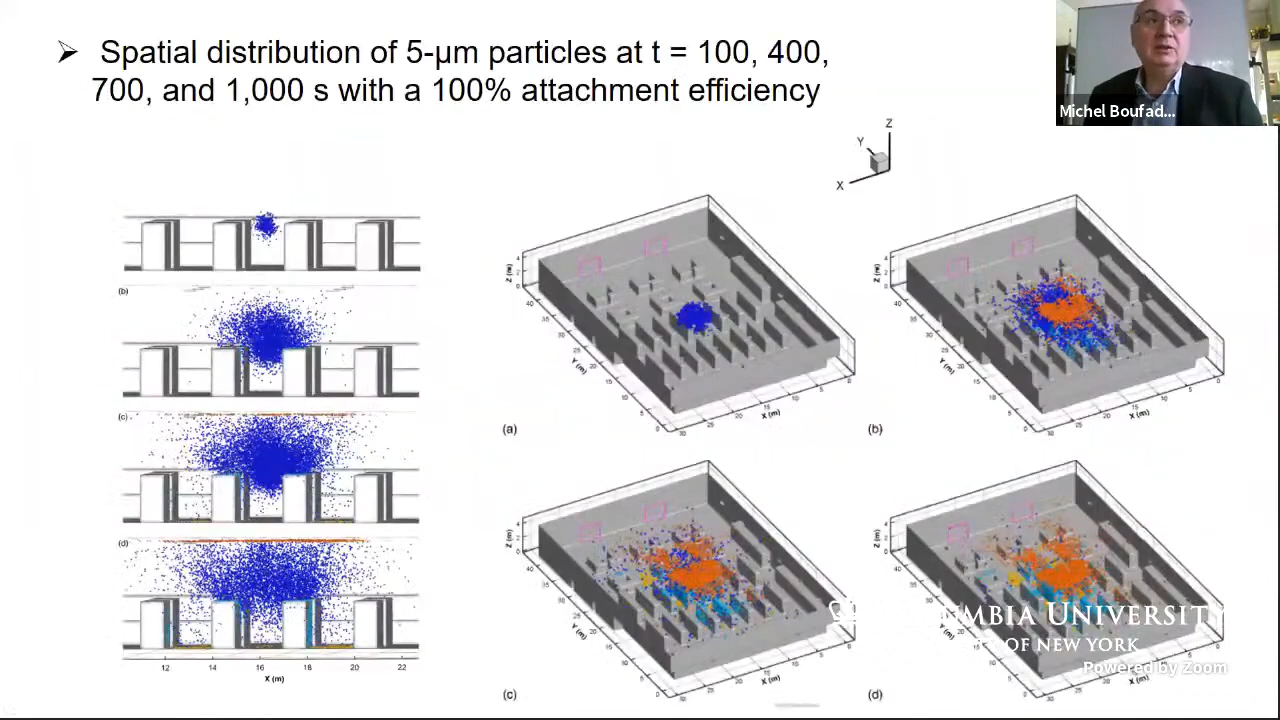 ➢ Spatial distribution of 5-μm particles at t = 100, 400,
700, and 1,000 s with a 100% attachment efficiency
Michel Boufad...
Z
Y
X
(b)
(c)
(d)
12 14 16 18 20 22
X (m)
Z (m)
Y (m)
X (m)
(a)
Z (m)
Y (m)
X (m)
(b)
Z (m)
Y (m)
X (m)
(c)
Z (m)
X (m)
(d)
UNIVERSITY
OF NEW YORK
Powered by Zoom